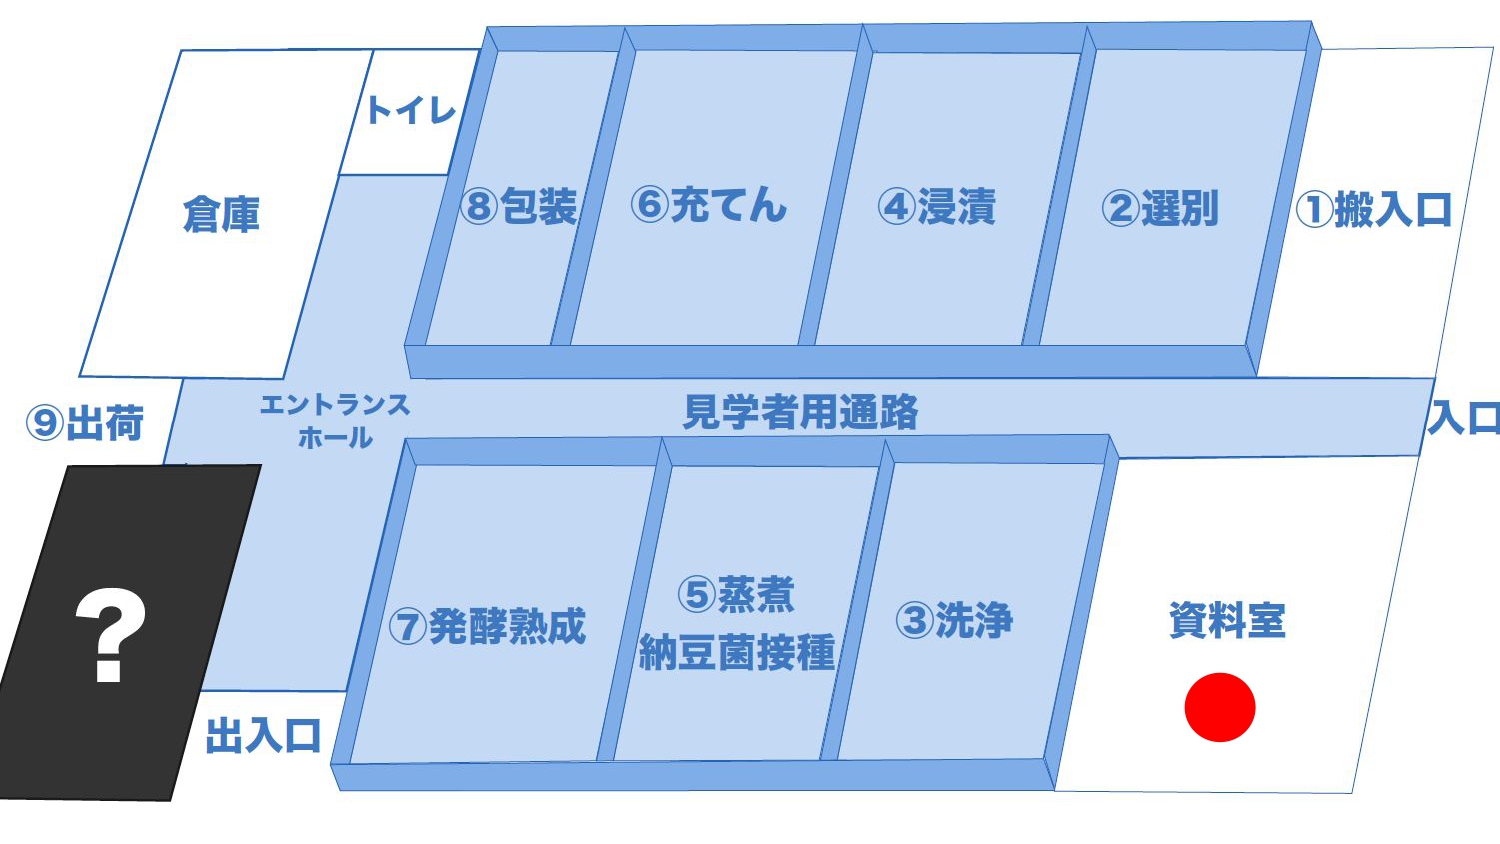 トイレ
倉庫
⑧包装
⑥充てん
④浸漬
②選別
①搬入口
⑨出荷
エントランス
ホール
見学者用通路
入口
?
⑦発酵熟成
⑤蒸煮
納豆菌接種
③洗浄
資料室
出入口